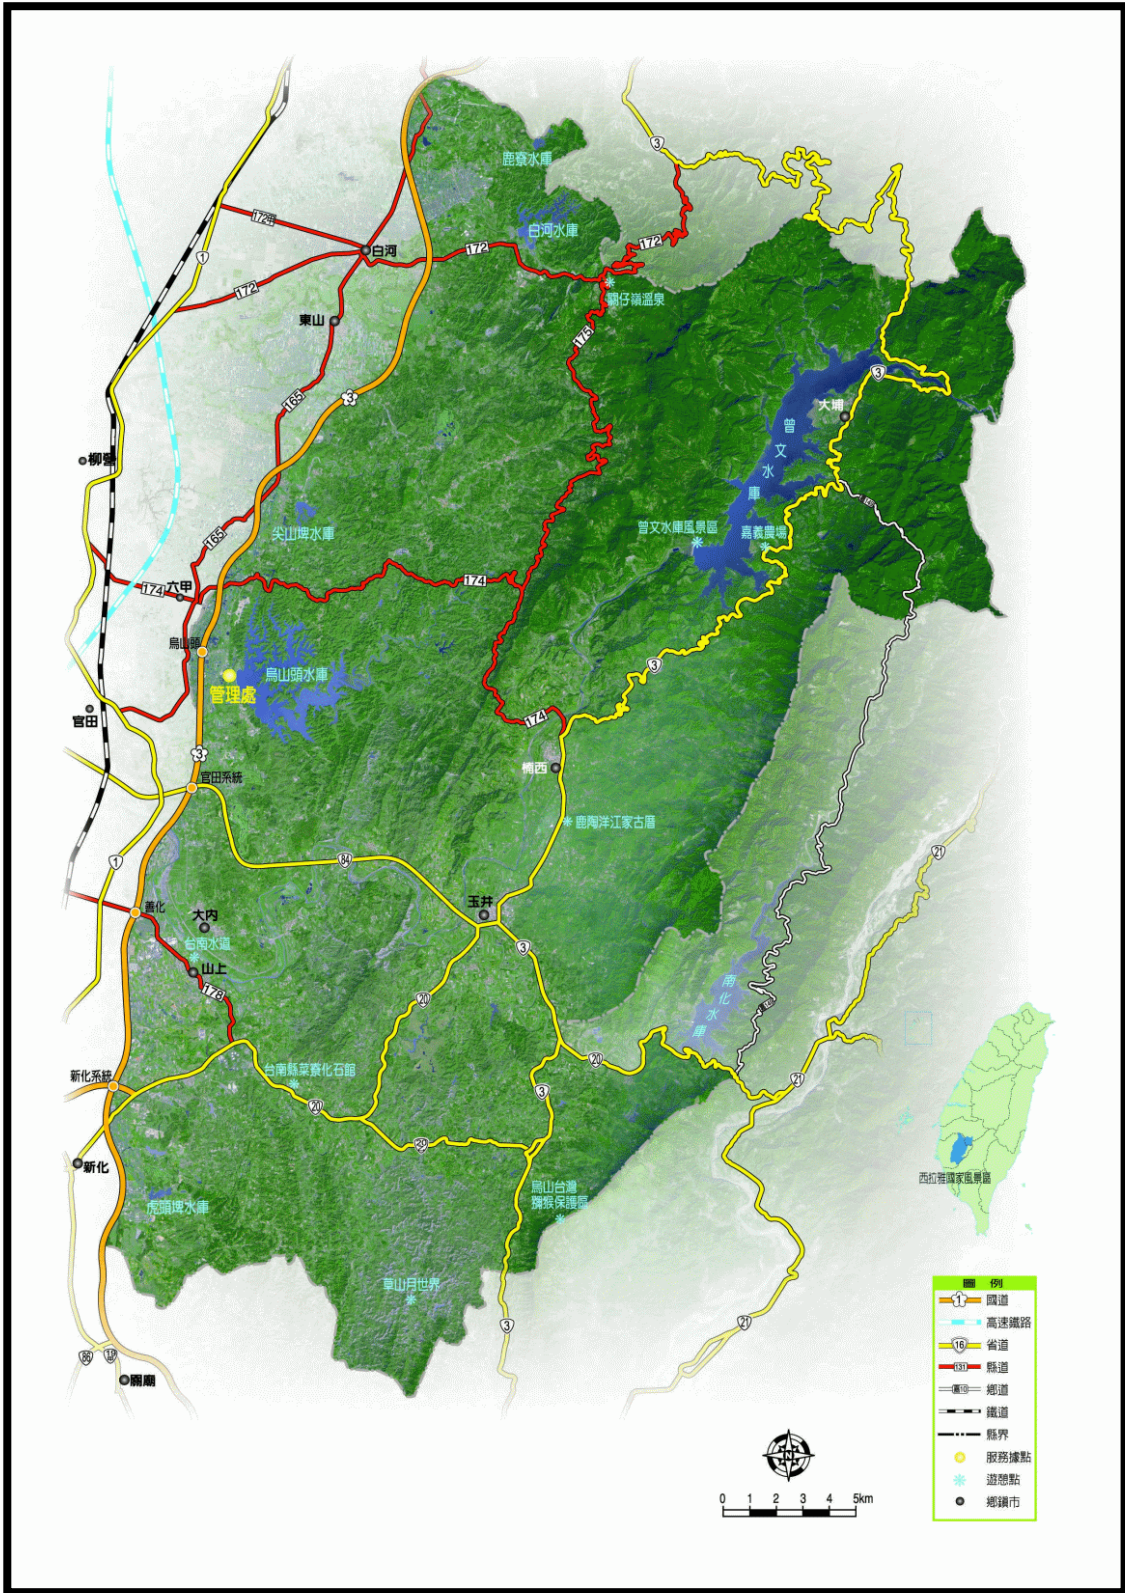 3
鹿寮水庫
白河水庫
172
1
白河
172
172
172
關仔嶺溫泉
東山
175
3
165
3
大埔
曾文水庫
柳營
尖山埤水庫
曾文水庫風景區
嘉義農場
165
174
174
六甲
烏山頭
烏山頭水庫
管理處
3
官田
174
3
官田系統
楠西
鹿陶洋江家古厝
1
84
21
玉井
善化
大內
台南水道
山上
3
178
20
南化水庫
20
新化系統
台南縣菜寮化石館
21
3
20
20
新化
烏山台灣
獼猴保護區
西拉雅國家風景區
虎頭埤水庫
草山月世界
3
21
86
19
關廟
圖例
1
國道
高速鐵路
16
省道
131
縣道
鄉道
鐵道
縣界
服務據點
遊憩點
鄉鎮市
N
0 1 2 3 4 5km